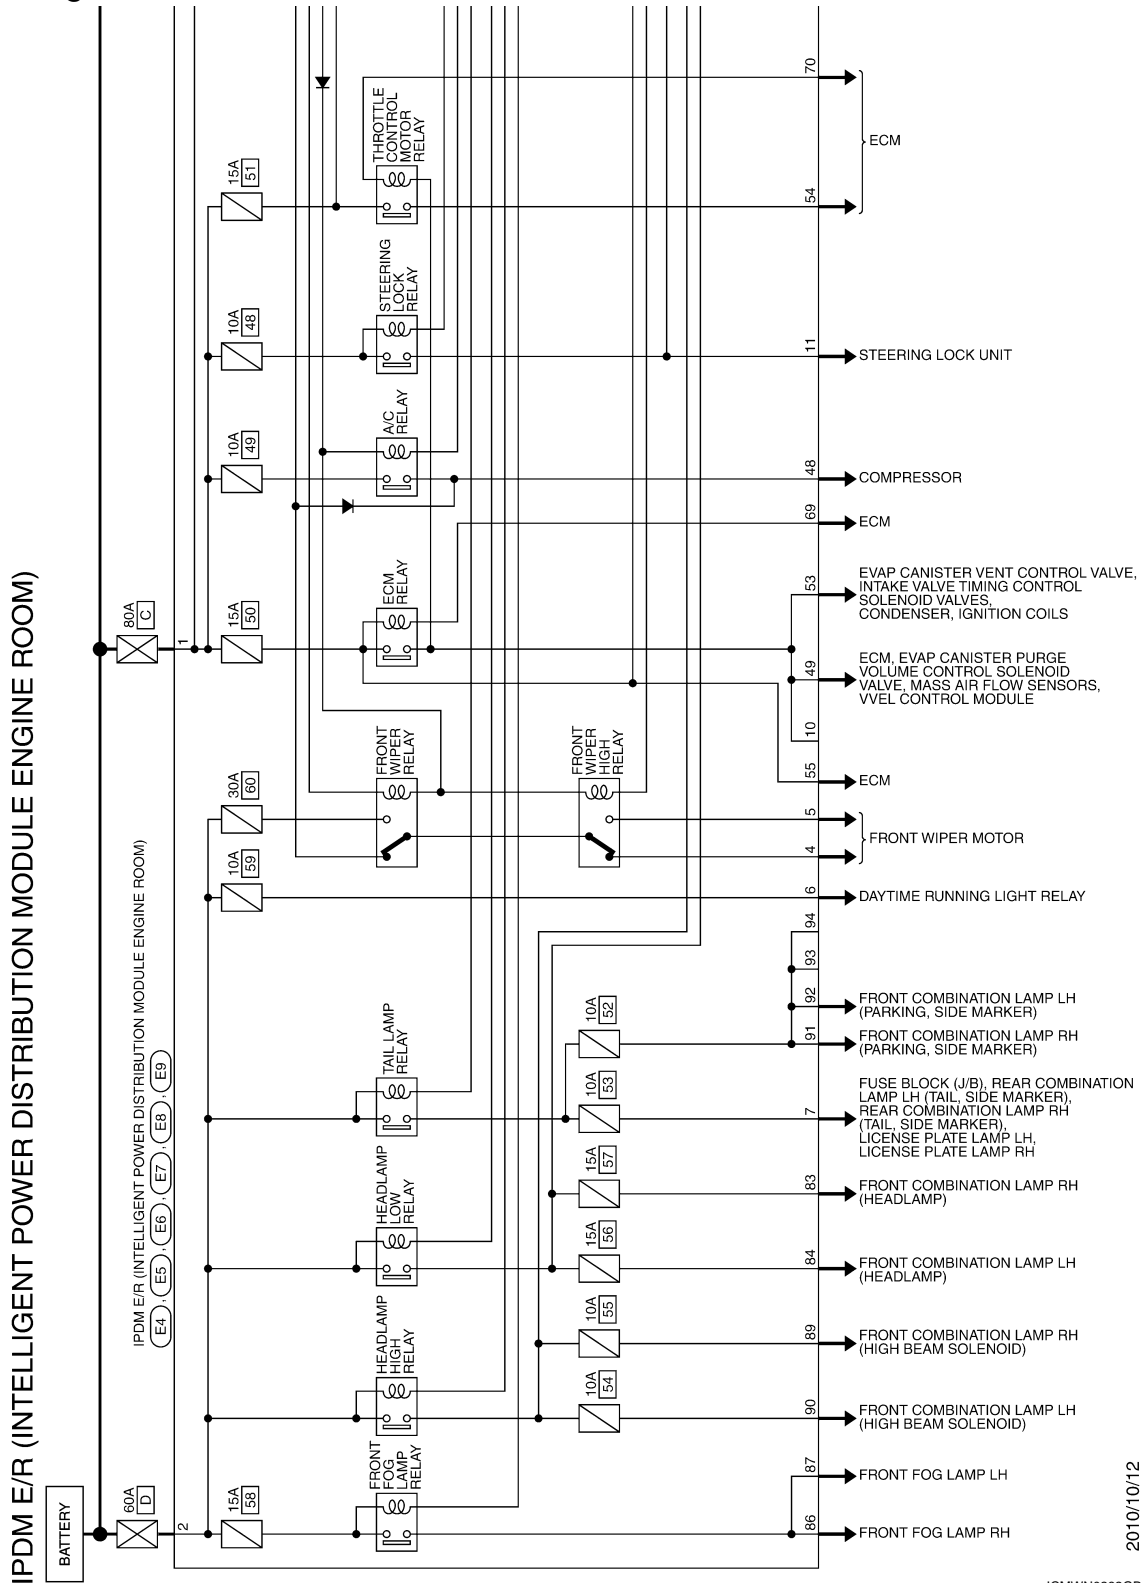 IPDM E/R (INTELLIGENT POWER DISTRIBUTION MODULE ENGINE ROOM)
BATTERY
IPDM E/R (INTELLIGENT POWER DISTRIBUTION MODULE ENGINE ROOM)
E4 , E5 , E6 , E7 , E8 , E9
70
THROTTLE
CONTROL
MOTOR
RELAY
ECM
15A
51
54
STEERING
LOCK
RELAY
10A
48
11
STEERING LOCK UNIT
A/C
RELAY
10A
49
48
COMPRESSOR
69
ECM
80A
C
1
15A
50
ECM
RELAY
53
EVAP CANISTER VENT CONTROL VALVE,
INTAKE VALVE TIMING CONTROL
SOLENOID VALVES,
CONDENSER, IGNITION COILS
49
ECM, EVAP CANISTER PURGE
VOLUME CONTROL SOLENOID
VALVE, MASS AIR FLOW SENSORS,
VVEL CONTROL MODULE
10
55
ECM
30A
60
FRONT
WIPER
RELAY
FRONT
WIPER
HIGH
RELAY
5
4
FRONT WIPER MOTOR
10A
59
6
DAYTIME RUNNING LIGHT RELAY
94
93
92
FRONT COMBINATION LAMP LH
(PARKING, SIDE MARKER)
10A
52
91
FRONT COMBINATION LAMP RH
(PARKING, SIDE MARKER)
TAIL LAMP
RELAY
10A
53
7
FUSE BLOCK (J/B), REAR COMBINATION
LAMP LH (TAIL, SIDE MARKER),
REAR COMBINATION LAMP RH
(TAIL, SIDE MARKER),
LICENSE PLATE LAMP LH,
LICENSE PLATE LAMP RH
15A
57
83
FRONT COMBINATION LAMP RH
(HEADLAMP)
HEADLAMP
LOW
RELAY
15A
56
84
FRONT COMBINATION LAMP LH
(HEADLAMP)
10A
55
89
FRONT COMBINATION LAMP RH
(HIGH BEAM SOLENOID)
HEADLAMP
HIGH
RELAY
10A
54
90
FRONT COMBINATION LAMP LH
(HIGH BEAM SOLENOID)
87
FRONT FOG LAMP LH
60A
D
2
15A
58
FRONT
FOG
LAMP
RELAY
86
FRONT FOG LAMP RH
2010/10/12